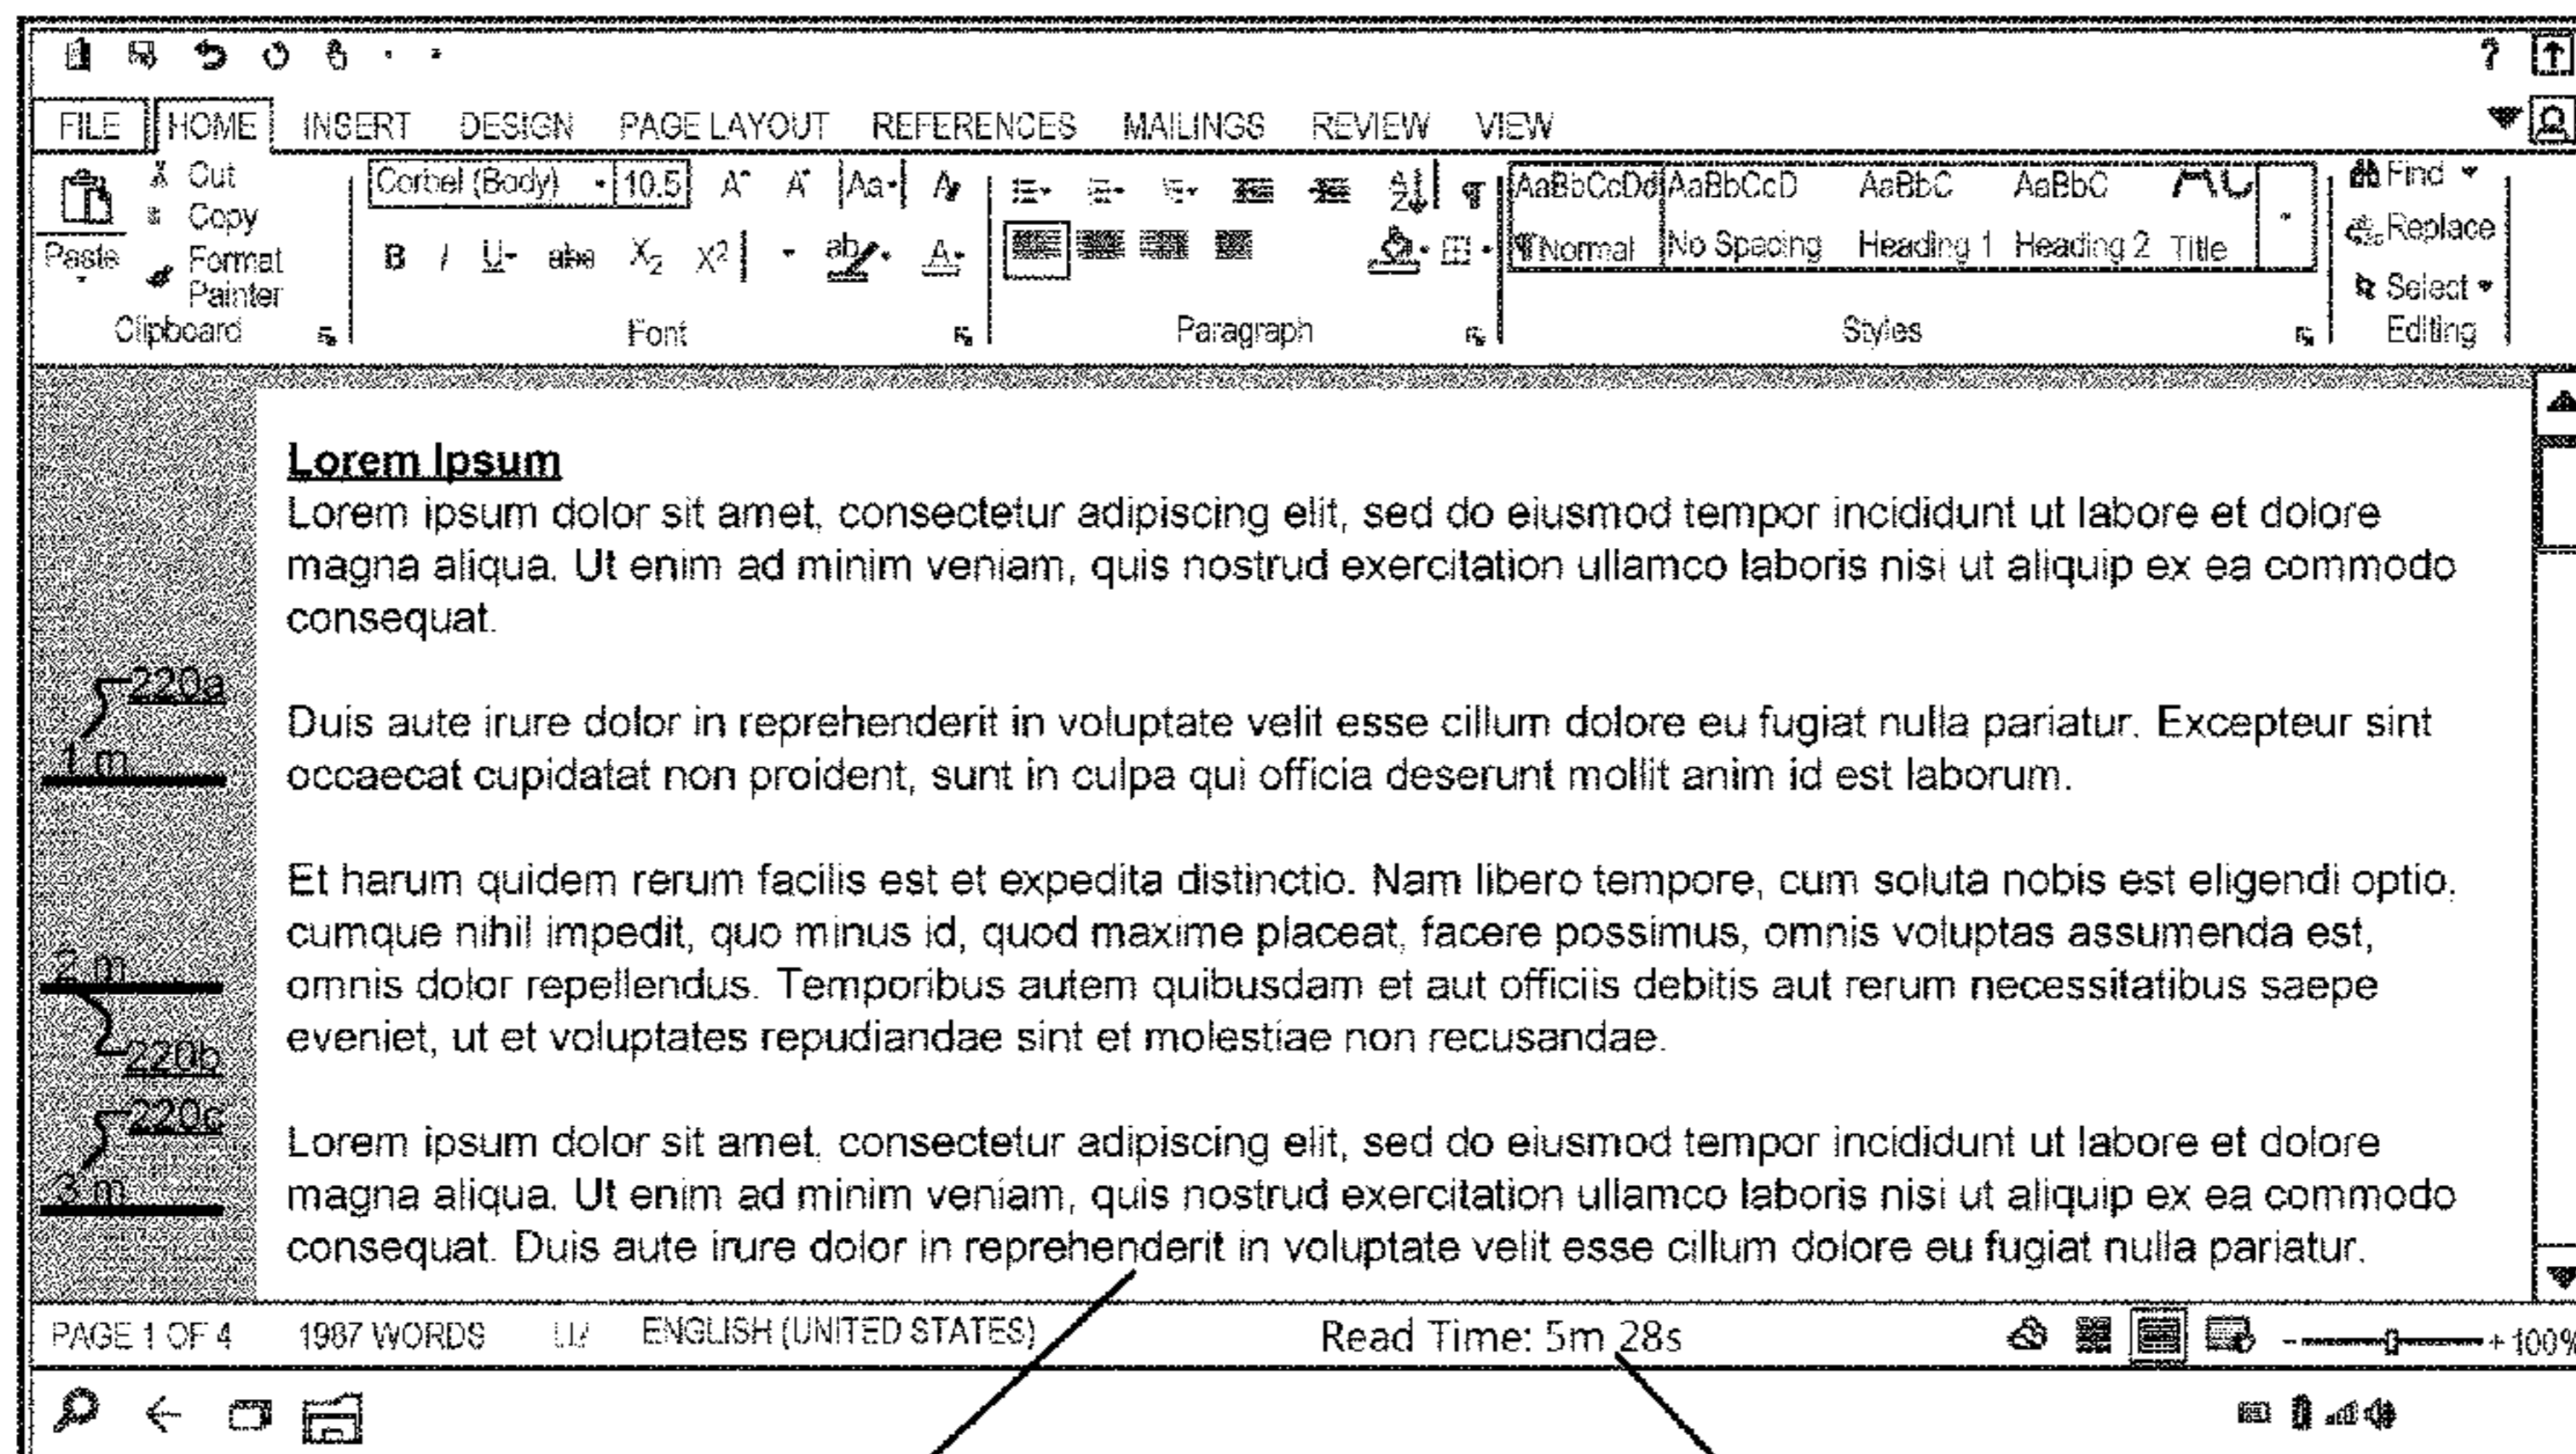 ?
FILE HOME INSERT DESIGN PAGE LAYOUT REFERENCES MAILINGS REVIEW VIEW
Cut
Copy
Paste
Format
Painter
Clipboard
Corbel (Body) 10.5 A A Aa A
B I U abe X2 X2 ab A
Font
Paragraph
AaBbCcDd AaBbCcD AaBbC AaBbC
¶ Normal No Spacing Heading 1 Heading 2 Title
Styles
Find
Replace
Select
Editing
Lorem Ipsum
Lorem ipsum dolor sit amet, consectetur adipiscing elit, sed do eiusmod tempor incididunt ut labore et dolore
magna aliqua. Ut enim ad minim veniam, quis nostrud exercitation ullamco laboris nisi ut aliquip ex ea commodo
consequat.
220a
1 m
Duis aute irure dolor in reprehenderit in voluptate velit esse cillum dolore eu fugiat nulla pariatur. Excepteur sint
occaecat cupidatat non proident, sunt in culpa qui officia deserunt mollit anim id est laborum.
Et harum quidem rerum facilis est et expedita distinctio. Nam libero tempore, cum soluta nobis est eligendi optio,
cumque nihil impedit, quo minus id, quod maxime placeat, facere possimus, omnis voluptas assumenda est,
omnis dolor repellendus. Temporibus autem quibusdam et aut officiis debitis aut rerum necessitatibus saepe
eveniet, ut et voluptates repudiandae sint et molestiae non recusandae.
2 m
220b
220c
3 m
Lorem ipsum dolor sit amet, consectetur adipiscing elit, sed do eiusmod tempor incididunt ut labore et dolore
magna aliqua. Ut enim ad minim veniam, quis nostrud exercitation ullamco laboris nisi ut aliquip ex ea commodo
consequat. Duis aute irure dolor in reprehenderit in voluptate velit esse cillum dolore eu fugiat nulla pariatur.
PAGE 1 OF 4 1987 WORDS ENGLISH (UNITED STATES) Read Time: 5m 28s - + 100%